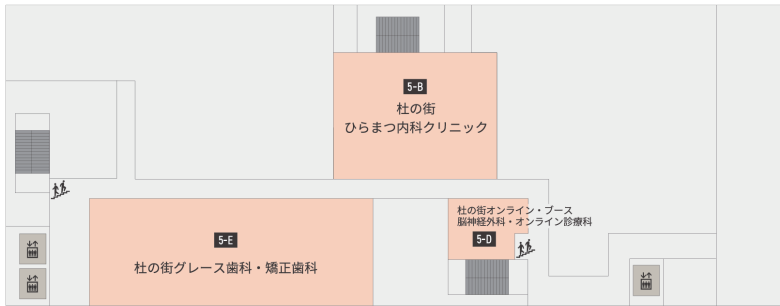 5-B
杜の街
ひらまつ内科クリニック
杜の街オンライン・ブース
脳神経外科・オンライン診療科
5-D
5-E
杜の街グレース歯科・矯正歯科